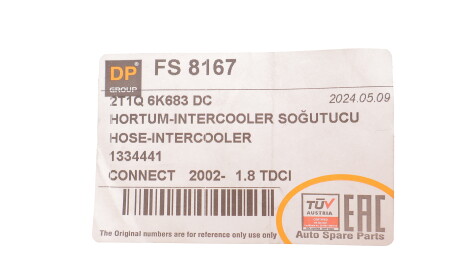 DP
GROUP
FS 8167
2T1Q 6K683 DC
2024.05.09
HORTUM-INTERCOOLER SOĞUTUCU
HOSE-INTERCOOLER
1334441
CONNECT 2002- 1.8 TDCI
TÜV
AUSTRIA
EAC
Auto Spare Parts
The Original numbers are for reference only use only